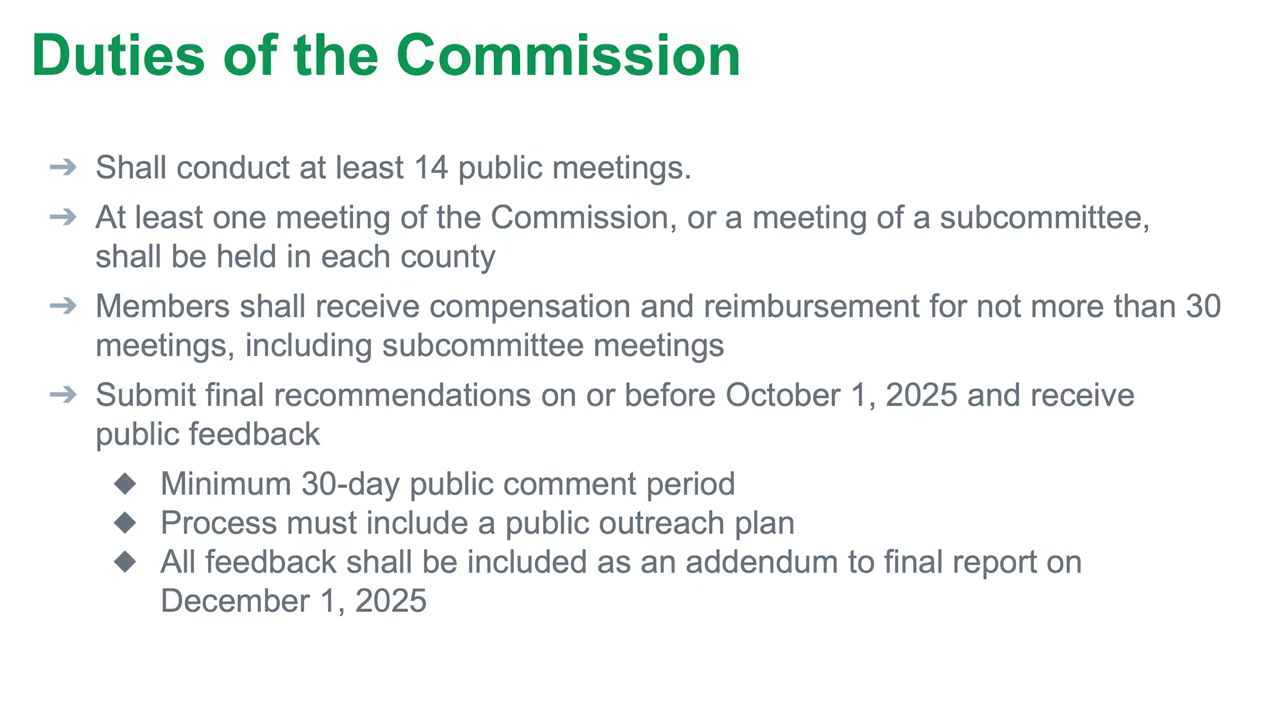 Duties of the Commission
➔ Shall conduct at least 14 public meetings.
➔ At least one meeting of the Commission, or a meeting of a subcommittee,
shall be held in each county
➔ Members shall receive compensation and reimbursement for not more than 30
meetings, including subcommittee meetings
➔ Submit final recommendations on or before October 1, 2025 and receive
public feedback
◆ Minimum 30-day public comment period
◆ Process must include a public outreach plan
◆ All feedback shall be included as an addendum to final report on
December 1, 2025